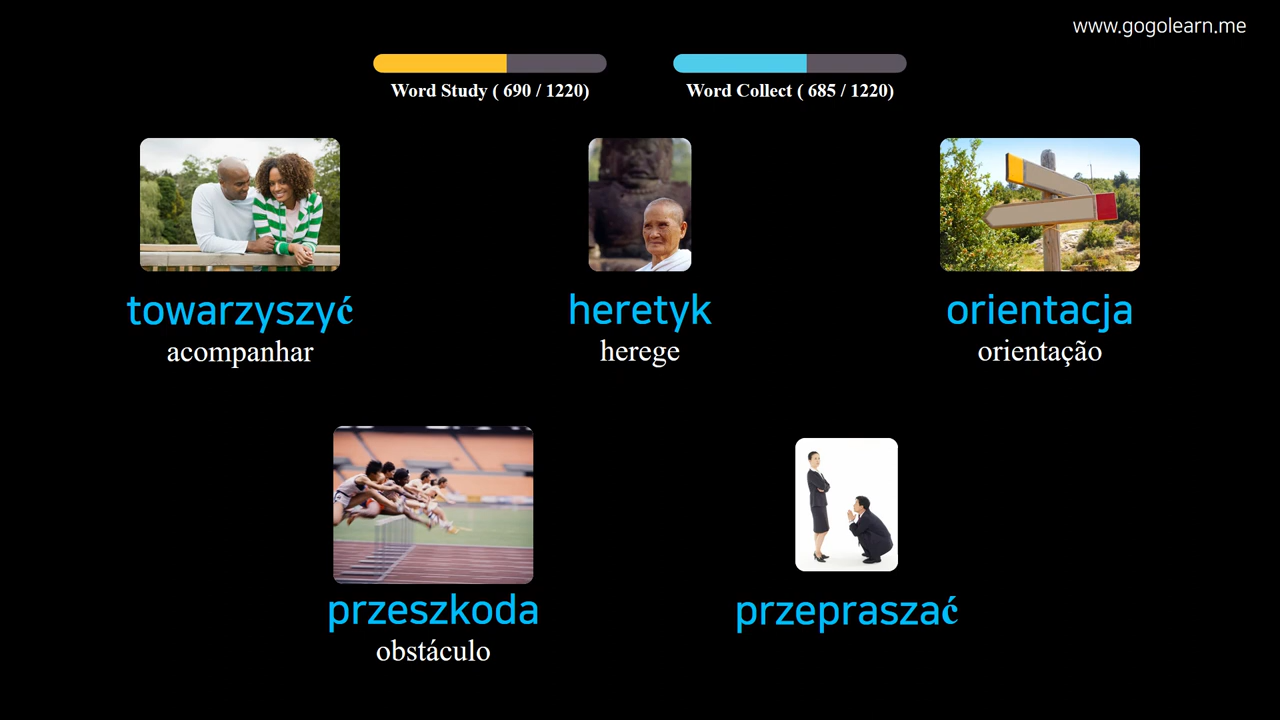 www.gogolearn.me
Word Study ( 690 / 1220)
Word Collect ( 685 / 1220)
towarzyszyć
acompanhar
heretyk
herege
orientacja
orientação
przeszkoda
obstáculo
przepraszać